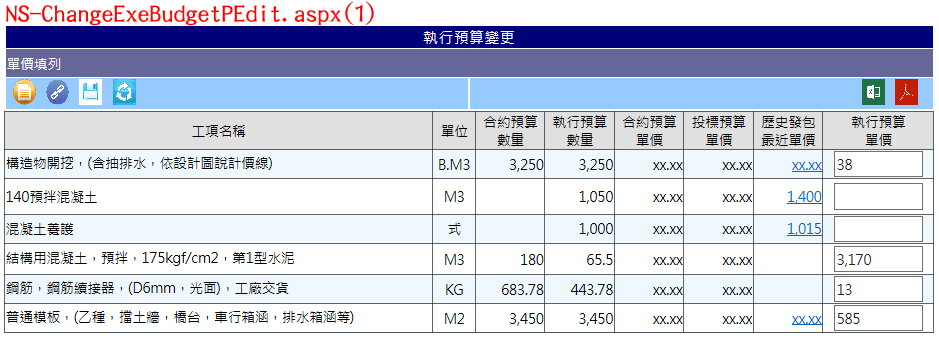 NS-ChangeExeBudgetPEdit.aspx(1)
執行預算變更
單價填列
工項名稱 單位 合約預算 數量 執行預算 數量 合約預算 單價 投標預算 單價 歷史發包 最近單價 執行預算 單價
構造物開挖，(含抽排水，依設計圖說計價線) B.M3 3,250 3,250 xx.xx xx.xx xx.xx 38
140預拌混凝土 M3 1,050 xx.xx xx.xx 1,400
混凝土養護 式 1,000 xx.xx xx.xx 1,015
結構用混凝土，預拌，175kgf/cm2，第1型水泥 M3 180 65.5 xx.xx xx.xx 3,170
鋼筋，鋼筋續接器，(D6mm，光面)，工廠交貨 KG 683.78 443.78 xx.xx xx.xx 13
普通模板，(乙種，擋土牆，橋台，車行箱涵，排水箱涵等) M2 3,450 3,450 xx.xx xx.xx xx.xx 585